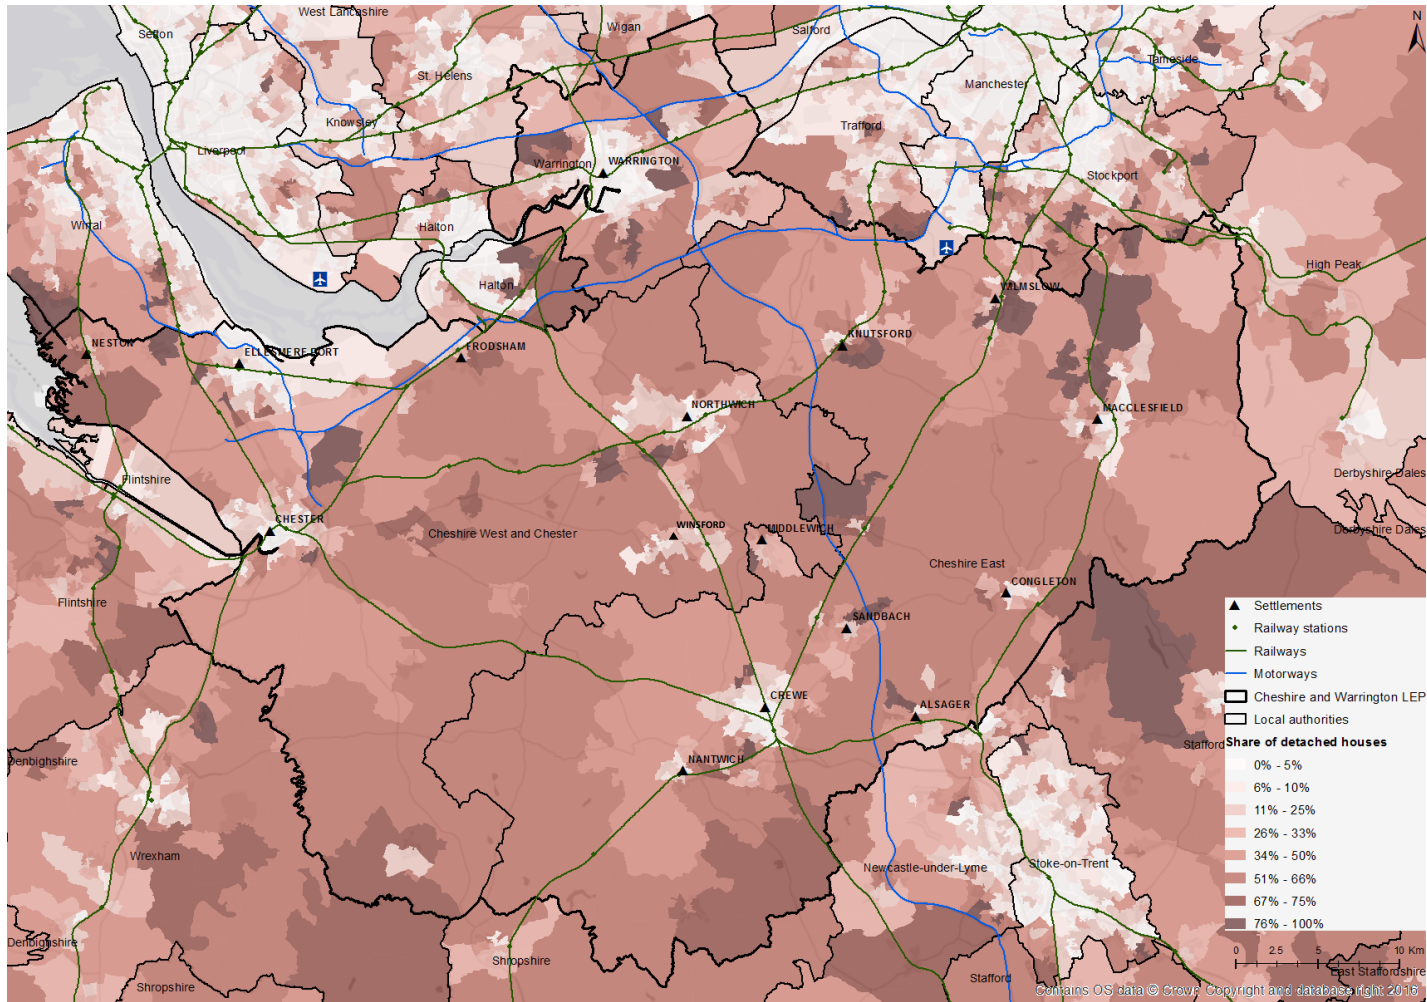 West Lancashire
Wigan
N
Sefton
Salford
Tameside
St. Helens
Manchester
Knowsley
Trafford
Liverpool
Warrington
WARRINGTON
Stockport
Wirral
Halton
High Peak
Halton
WILMSLOW
NESTON
ELLESMERE PORT
FRODSHAM
KNUTSFORD
NORTHWICH
MACCLESFIELD
Flintshire
Derbyshire Dales
CHESTER
Cheshire West and Chester
WINSFORD
MIDDLEWICH
Derbyshire Dales
Cheshire East
CONGLETON
Flintshire
SANDBACH
CREWE
ALSAGER
Stafford
Denbighshire
NANTWICH
Wrexham
Newcastle-under-Lyme
Stoke-on-Trent
Denbighshire
Shropshire
Shropshire
Stafford
East Staffordshire
Settlements
Railway stations
Railways
Motorways
Cheshire and Warrington LEP
Local authorities
Share of detached houses
0% - 5%
6% - 10%
11% - 25%
26% - 33%
34% - 50%
51% - 66%
67% - 75%
76% - 100%
0 2.5 5 10 Km
Contains OS data © Crown Copyright and database right 2016